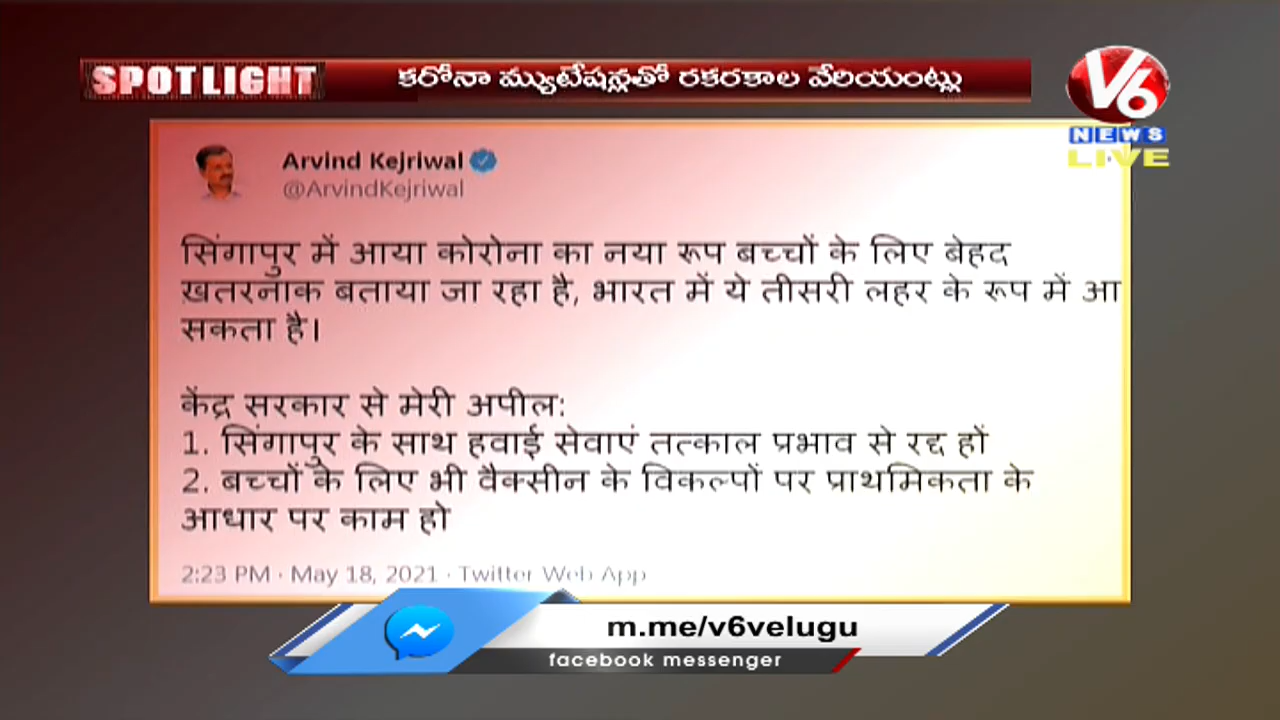 SPOTLIGHT
కరోనా మ్యుటేషన్లతో రకరకాల వేరియంట్లు
V6
NEWS
LIVE
Arvind Kejriwal
@ArvindKejriwal
सिंगापुर में आया कोरोना का नया रूप बच्चों के लिए बेहद
ख़तरनाक बताया जा रहा है, भारत में ये तीसरी लहर के रूप में आ
सकता है।
केंद्र सरकार से मेरी अपील:
1. सिंगापुर के साथ हवाई सेवाएं तत्काल प्रभाव से रद्द हों
2. बच्चों के लिए भी वैक्सीन के विकल्पों पर प्राथमिकता के
आधार पर काम हो
2:23 PM · May 18, 2021 · Twitter Web App
m.me/v6velugu
facebook messenger